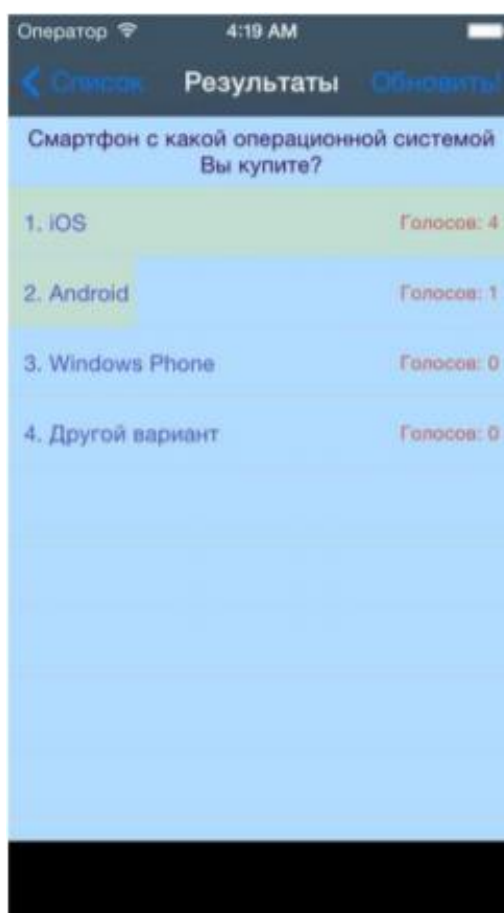 Оператор 4:19 AM
Список Результаты Обновить!
Смартфон с какой операционной системой
Вы купите?
1. iOS Голосов: 4
2. Android Голосов: 1
3. Windows Phone Голосов: 0
4. Другой вариант Голосов: 0